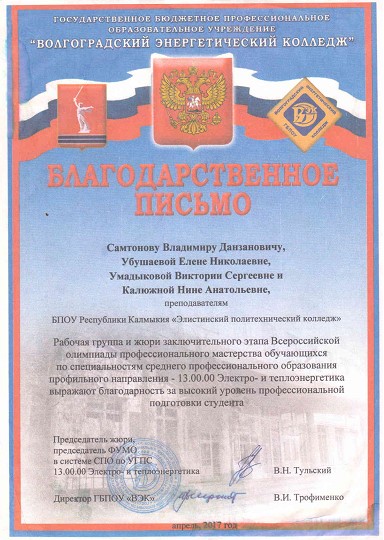 ГОСУДАРСТВЕННОЕ БЮДЖЕТНОЕ ПРОФЕССИОНАЛЬНОЕ
ОБРАЗОВАТЕЛЬНОЕ УЧРЕЖДЕНИЕ
"ВОЛГОГРАДСКИЙ ЭНЕРГЕТИЧЕСКИЙ КОЛЛЕДЖ"
БЛАГОДАРСТВЕННОЕ
ПИСЬМО
Самтонову Владимиру Данзановичу,
Убушаевой Елене Николаевне,
Умадыковой Виктории Сергеевне и
Калюжной Нине Анатольевне,
преподавателям
БПОУ Республики Калмыкия «Элистинский политехнический колледж»
Рабочая группа и жюри заключительного этапа Всероссийской
олимпиады профессионального мастерства обучающихся
по специальностям среднего профессионального образования
профильного направления - 13.00.00 Электро- и теплоэнергетика
выражают благодарность за высокий уровень профессиональной
подготовки студента
Председатель жюри,
председатель ФУМО
в системе СПО по УГПС
13.00.00 Электро- и теплоэнергетика В.Н. Тульский
Директор ГБПОУ «ВЭК» В.И. Трофименко
апрель, 2017 год